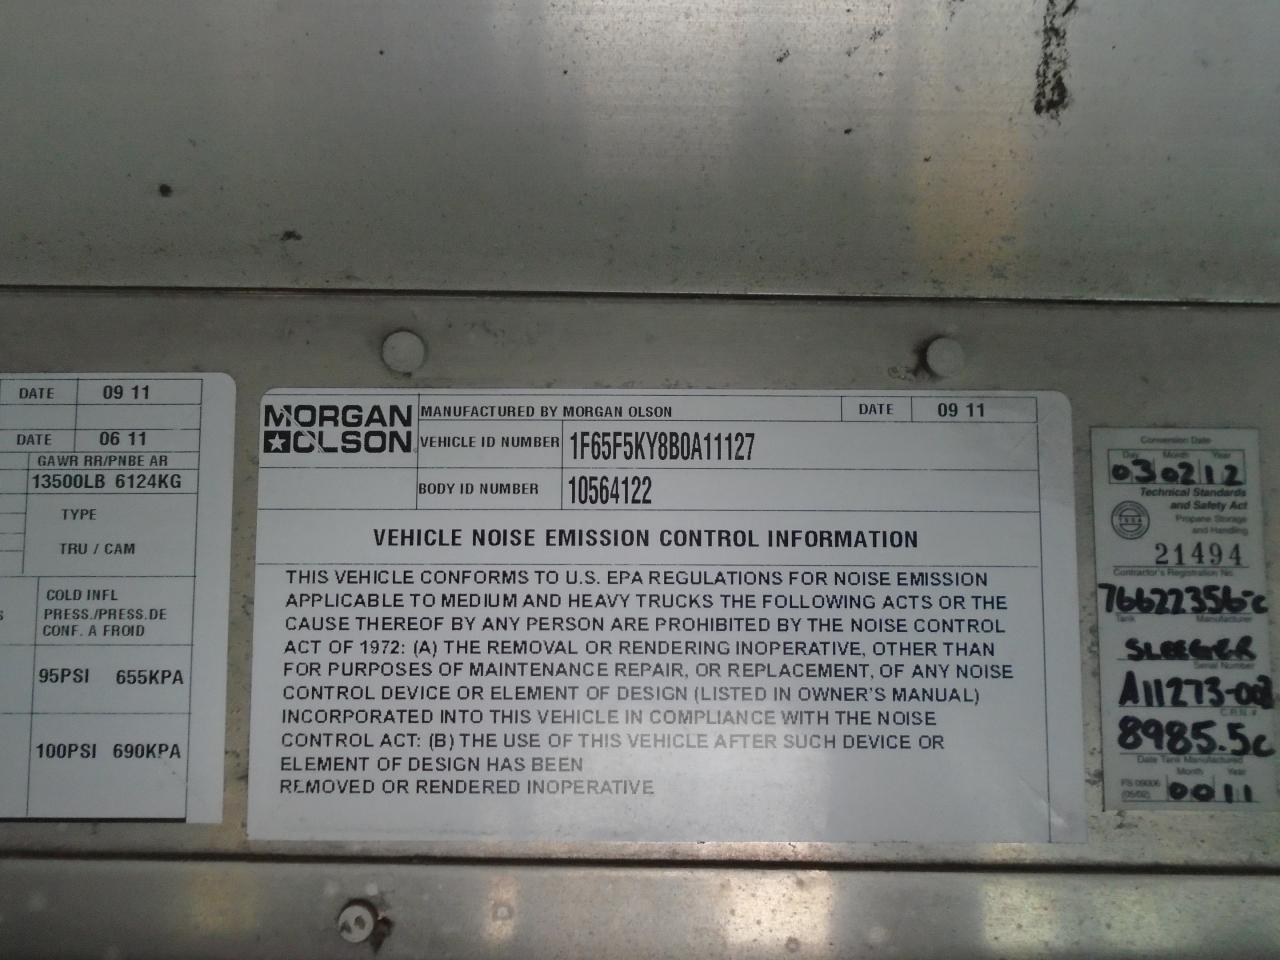 DATE 09 11
DATE 06 11
GAWR RR/PNBE AR
13500LB 6124KG
TYPE
TRU / CAM
COLD INFL
PRESS./PRESS.DE
CONF. A FROID
95PSI 655KPA
100PSI 690KPA
MORGAN
OLSON
MANUFACTURED BY MORGAN OLSON DATE 09 11
VEHICLE ID NUMBER 1F65F5KY8B0A11127
BODY ID NUMBER 10564122
VEHICLE NOISE EMISSION CONTROL INFORMATION
THIS VEHICLE CONFORMS TO U.S. EPA REGULATIONS FOR NOISE EMISSION
APPLICABLE TO MEDIUM AND HEAVY TRUCKS THE FOLLOWING ACTS OR THE
CAUSE THEREOF BY ANY PERSON ARE PROHIBITED BY THE NOISE CONTROL
ACT OF 1972: (A) THE REMOVAL OR RENDERING INOPERATIVE, OTHER THAN
FOR PURPOSES OF MAINTENANCE REPAIR, OR REPLACEMENT, OF ANY NOISE
CONTROL DEVICE OR ELEMENT OF DESIGN (LISTED IN OWNER'S MANUAL)
INCORPORATED INTO THIS VEHICLE IN COMPLIANCE WITH THE NOISE
CONTROL ACT: (B) THE USE OF THIS VEHICLE AFTER SUCH DEVICE OR
ELEMENT OF DESIGN HAS BEEN
REMOVED OR RENDERED INOPERATIVE
Conversion Date
Day Month Year
03 02 12
Technical Standards
and Safety Act
TSSA
Propane Storage
and Handling
21494
Contractor's Registration No.
76622356-c
Tank Manufacturer
SLEEGER
Serial Number
A11273-002
C.R.N. #
8985.5c
Date Tank Manufactured
Month Year
FS 09006
(05/02)
00 11